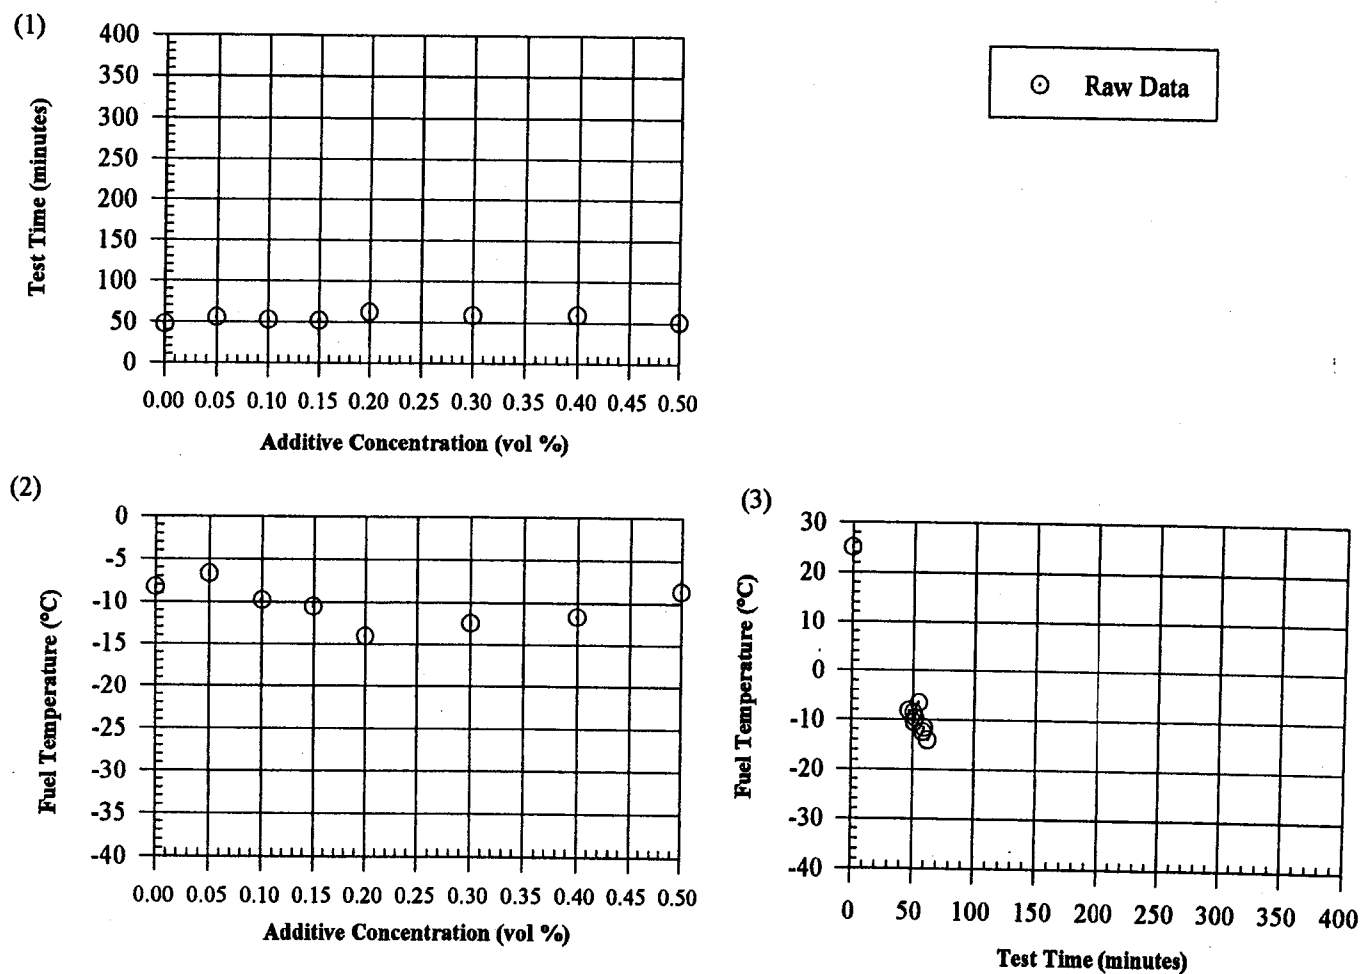 (1)
400
350
300
250
200
150
100
50
0
Test Time (minutes)
0.00 0.05 0.10 0.15 0.20 0.25 0.30 0.35 0.40 0.45 0.50
Additive Concentration (vol %)
Raw Data
(2)
0
-5
-10
-15
-20
-25
-30
-35
-40
Fuel Temperature (°C)
0.00 0.05 0.10 0.15 0.20 0.25 0.30 0.35 0.40 0.45 0.50
Additive Concentration (vol %)
(3)
30
20
10
0
-10
-20
-30
-40
Fuel Temperature (°C)
0 50 100 150 200 250 300 350 400
Test Time (minutes)